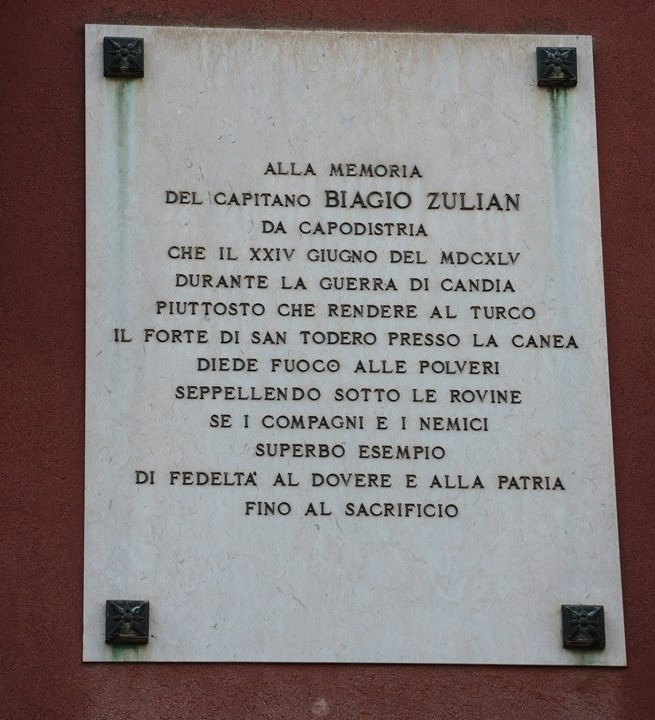 ALLA MEMORIA
DEL CAPITANO BIAGIO ZULIAN
DA CAPODISTRIA
CHE IL XXIV GIUGNO DEL MDCXLV
DURANTE LA GUERRA DI CANDIA
PIUTTOSTO CHE RENDERE AL TURCO
IL FORTE DI SAN TODERO PRESSO LA CANEA
DIEDE FUOCO ALLE POLVERI
SEPPELLENDO SOTTO LE ROVINE
SE I COMPAGNI E I NEMICI
SUPERBO ESEMPIO
DI FEDELTA' AL DOVERE E ALLA PATRIA
FINO AL SACRIFICIO